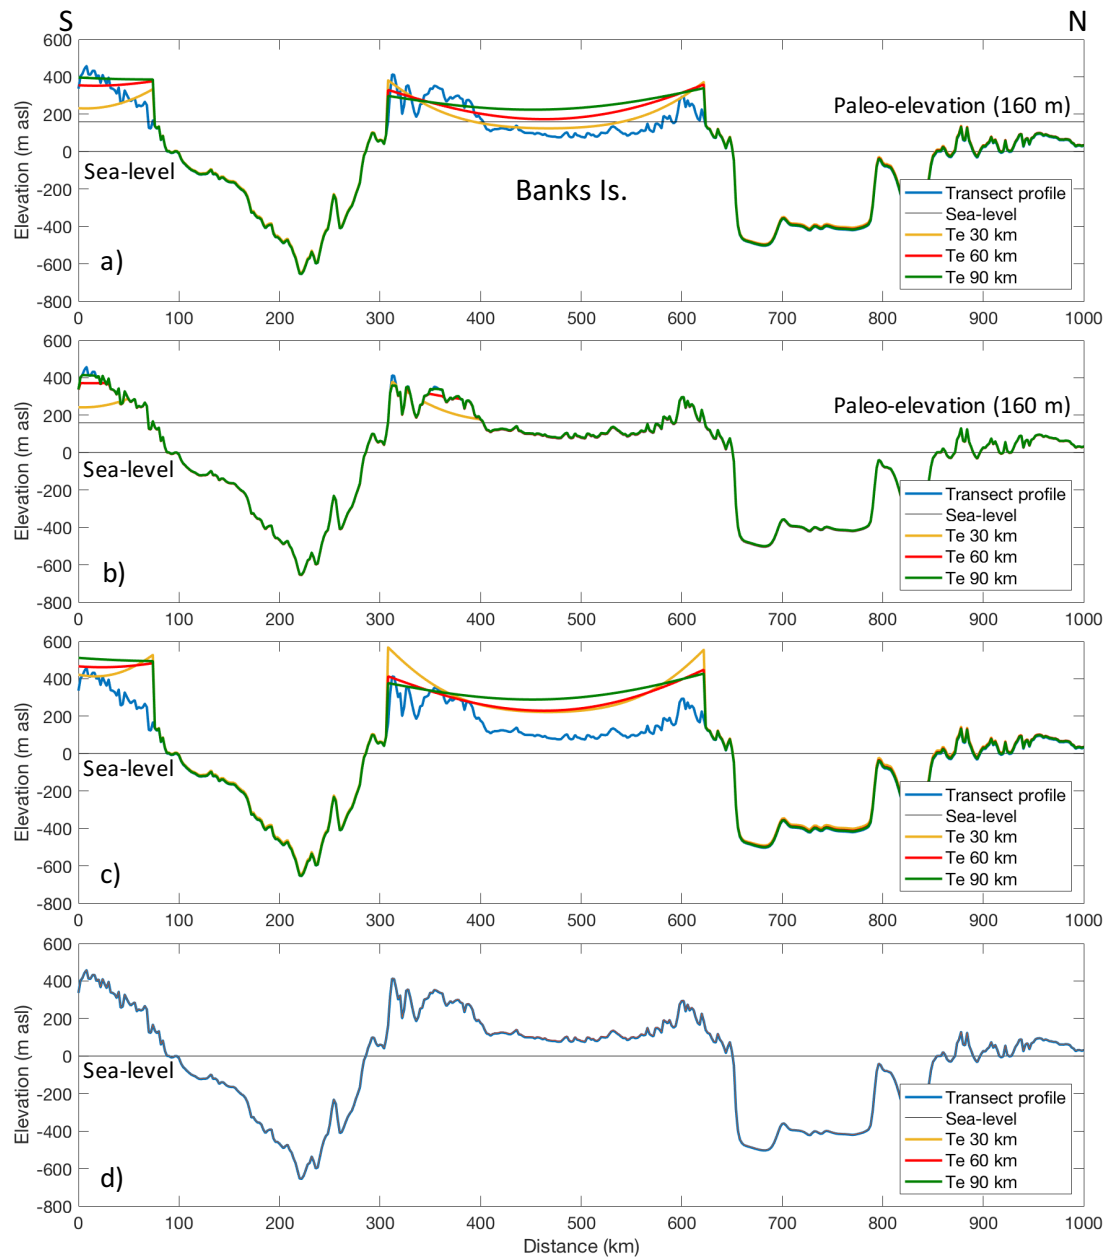 S N
600
400
200
0
-200
-400
-600
-800
Elevation (m asl)
Paleo-elevation (160 m)
Sea-level
Banks Is.
a)
Transect profile
Sea-level
Te 30 km
Te 60 km
Te 90 km
0 100 200 300 400 500 600 700 800 900 1000
600
400
200
0
-200
-400
-600
-800
Elevation (m asl)
Paleo-elevation (160 m)
Sea-level
b)
Transect profile
Sea-level
Te 30 km
Te 60 km
Te 90 km
0 100 200 300 400 500 600 700 800 900 1000
600
400
200
0
-200
-400
-600
-800
Elevation (m asl)
Sea-level
c)
Transect profile
Sea-level
Te 30 km
Te 60 km
Te 90 km
0 100 200 300 400 500 600 700 800 900 1000
600
400
200
0
-200
-400
-600
-800
Elevation (m asl)
Sea-level
d)
Transect profile
Sea-level
Te 30 km
Te 60 km
Te 90 km
0 100 200 300 400 500 600 700 800 900 1000
Distance (km)